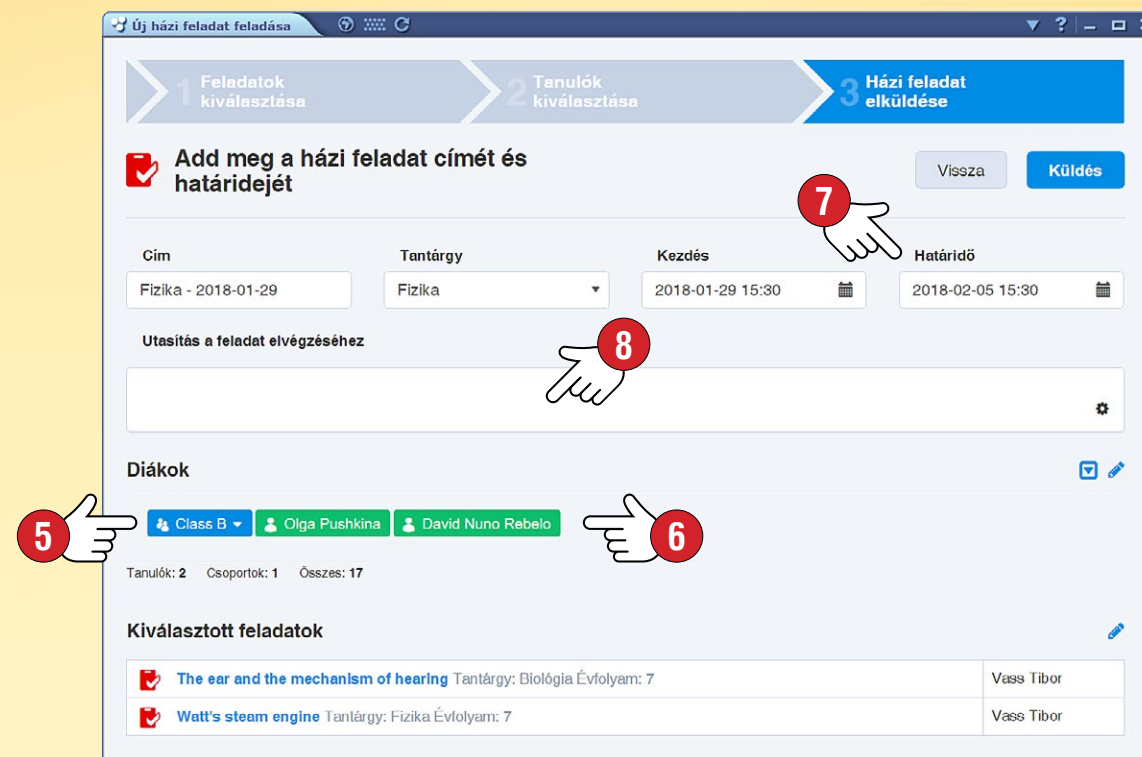 Új házi feladat feladása
?
1 Feladatok
kiválasztása
2 Tanulók
kiválasztása
3 Házi feladat
elküldése
Add meg a házi feladat címét és
határidejét
Vissza
Küldés
7
Cím
Tantárgy
Kezdés
Határidő
Fizika - 2018-01-29
Fizika
2018-01-29 15:30
2018-02-05 15:30
Utasítás a feladat elvégzéséhez
8
Diákok
5
Class B
Olga Pushkina
David Nuno Rebelo
6
Tanulók: 2 Csoportok: 1 Összes: 17
Kiválasztott feladatok
The ear and the mechanism of hearing Tantárgy: Biológia Évfolyam: 7
Vass Tibor
Watt's steam engine Tantárgy: Fizika Évfolyam: 7
Vass Tibor